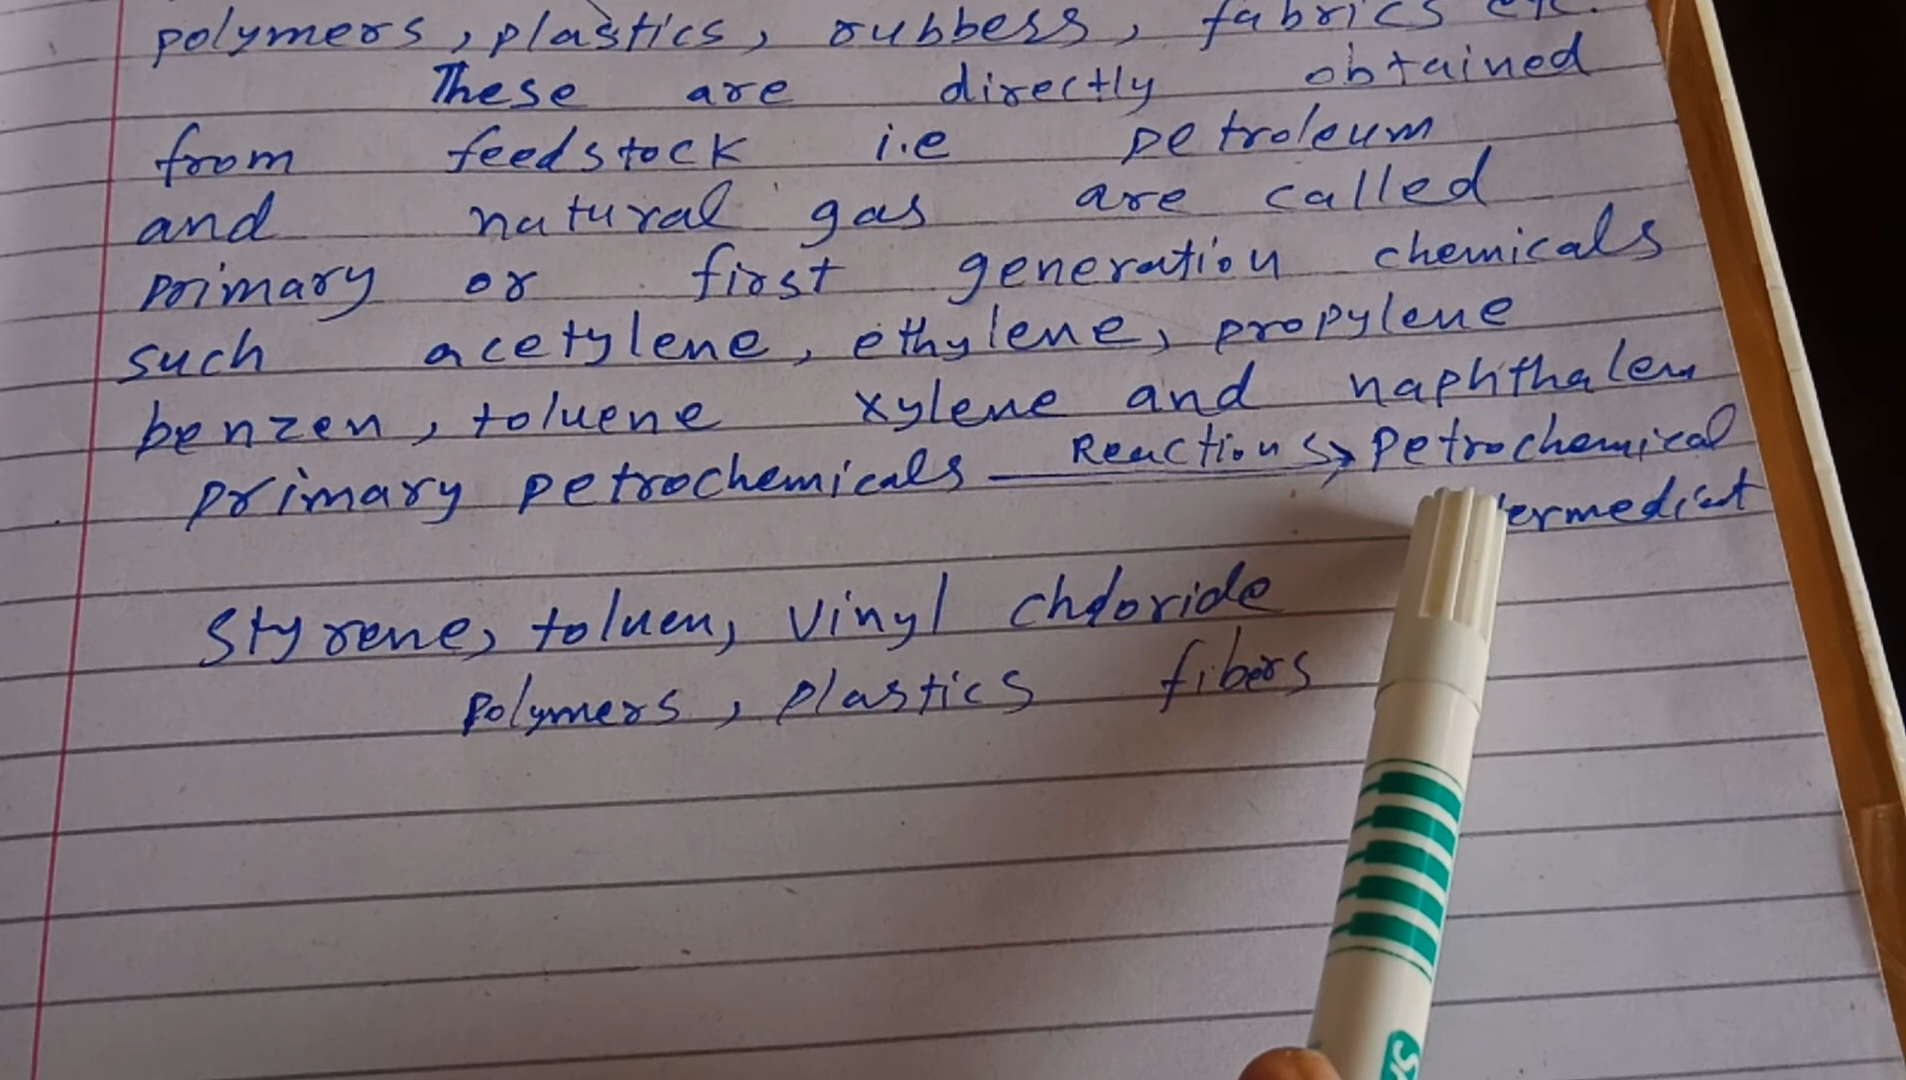 polymers, plastics, rubbess, fabrics etc.
These are directly obtained
from feedstock i.e petroleum
and natural gas are called
primary or first generation chemicals
such acetylene, ethylene, propylene
benzen, toluene xylene and naphthalen
primary petrochemicals Reactions → Petrochemical
ermediat
Styrene, toluen, Vinyl chloride
polymers, plastics fibers